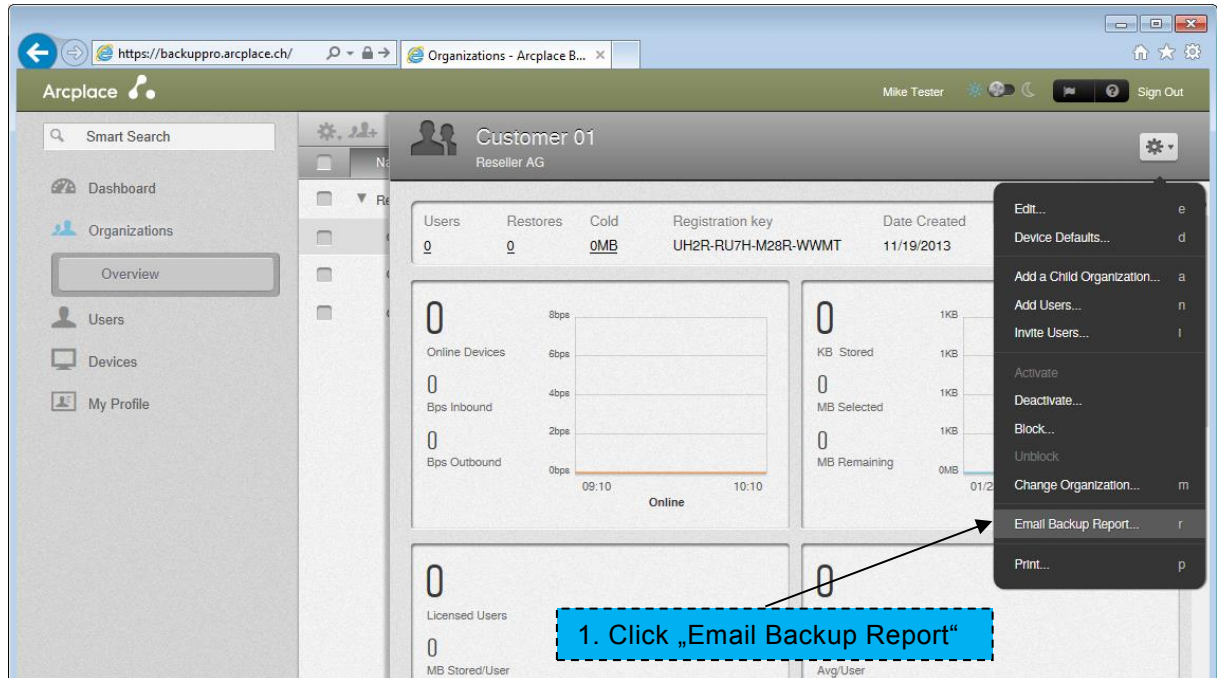 https://backuppro.arcplace.ch/
Organizations - Arcplace B...
Arcplace
Mike Tester
Sign Out
Smart Search
Dashboard
Organizations
Overview
Users
Devices
My Profile
Customer 01
Reseller AG
Users Restores Cold Registration key Date Created
0 0 0MB UH2R-RU7H-M28R-WWMT 11/19/2013
0
Online Devices
0
Bps Inbound
0
Bps Outbound
8bps
6bps
4bps
2bps
0bps
09:10 10:10
Online
0
KB Stored
0
MB Selected
0
MB Remaining
1KB
1KB
1KB
1KB
0MB
0
Licensed Users
0
MB Stored/User
0
Avg/User
Edit... e
Device Defaults... d
Add a Child Organization... a
Add Users... n
Invite Users... I
Activate
Deactivate...
Block...
Unblock
Change Organization... m
Email Backup Report... r
Print... p
1. Click „Email Backup Report“